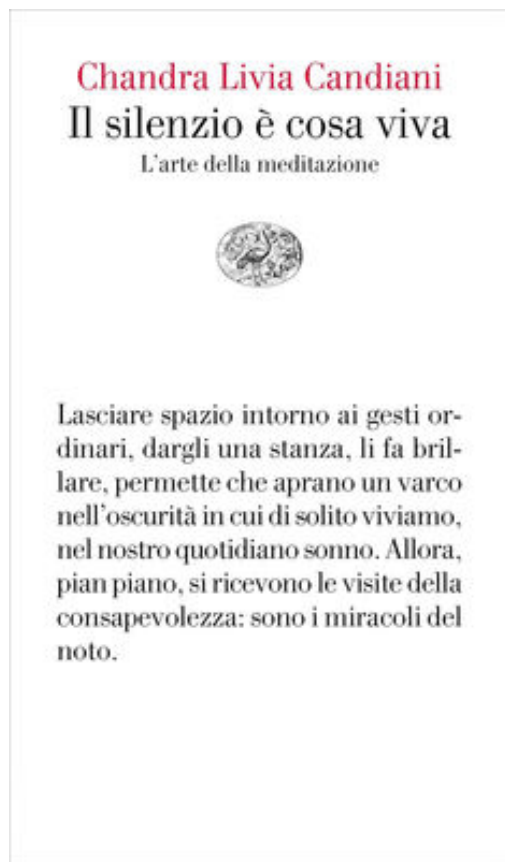 Chandra Livia Candiani
Il silenzio è cosa viva
L'arte della meditazione
Lasciare spazio intorno ai gesti or-
dinari, dargli una stanza, li fa bril-
lare, permette che aprano un varco
nell'oscurità in cui di solito viviamo,
nel nostro quotidiano sonno. Allora,
pian piano, si ricevono le visite della
consapevolezza: sono i miracoli del
noto.